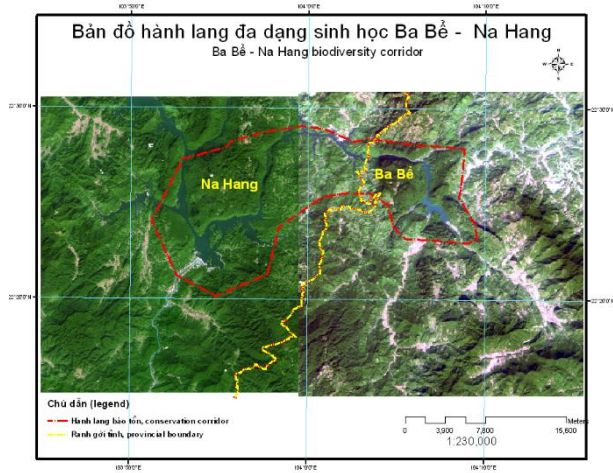 Bản đồ hành lang đa dạng sinh học Ba Bể - Na Hang
Ba Bể - Na Hang biodiversity corridor
N
W
E
S
Na Hang
Ba Bể
Chú dẫn (legend)
Hành lang bảo tồn, conservation corridor
Ranh giới tỉnh, provincial boundary
Meters
0 3,900 7,800 15,600
1:230,000